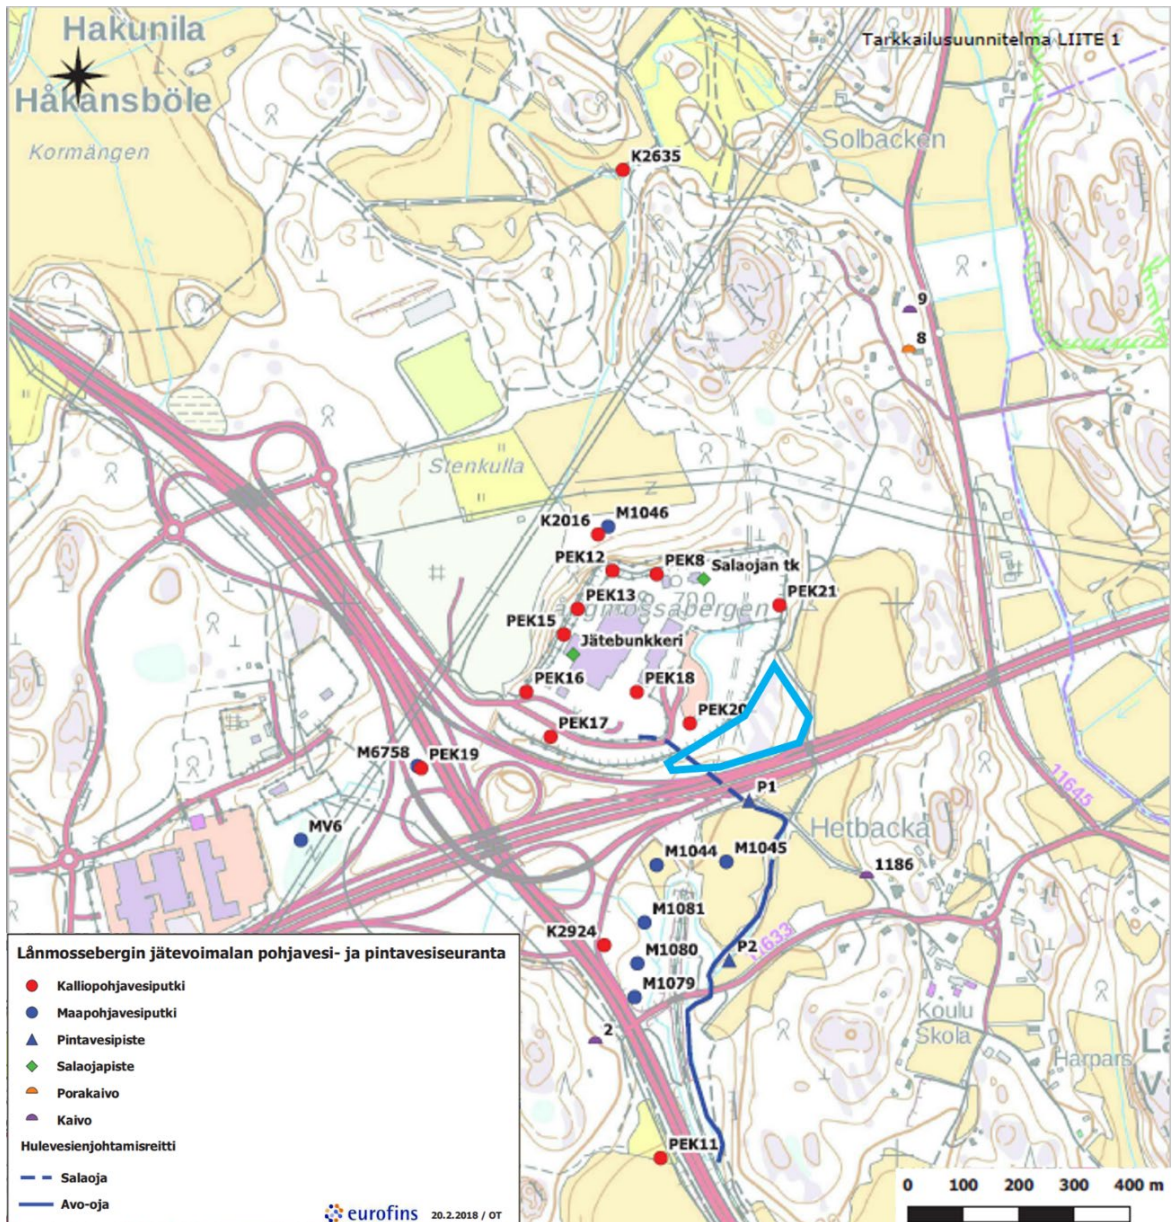 Hakunila
Tarkkailusuunnitelma LIITE 1
Håkansböle
Kormängen
Solbacken
K2635
9
8
Stenkulla
K2016
M1046
PEK12
PEK8
Salaojan tk
PEK13
PEK21
PEK15
Jätebunkkeri
PEK16
PEK18
PEK20
PEK17
M6758
PEK19
11645
P1
MV6
Hetbacka
M1044
M1045
1186
M1081
K2924
P2
11633
M1080
M1079
2
Koulu
Skola
Harpars
PEK11
Lånmossebergin jätevoimalan pohjavesi- ja pintavesiseuranta
Kalliopohjavesiputki
Maapohjavesiputki
Pintavesipiste
Salaojapiste
Porakaivo
Kaivo
Hulevesienjohtamisreitti
Salaoja
Avo-oja
eurofins 20.2.2018 / OT
0 100 200 300 400 m